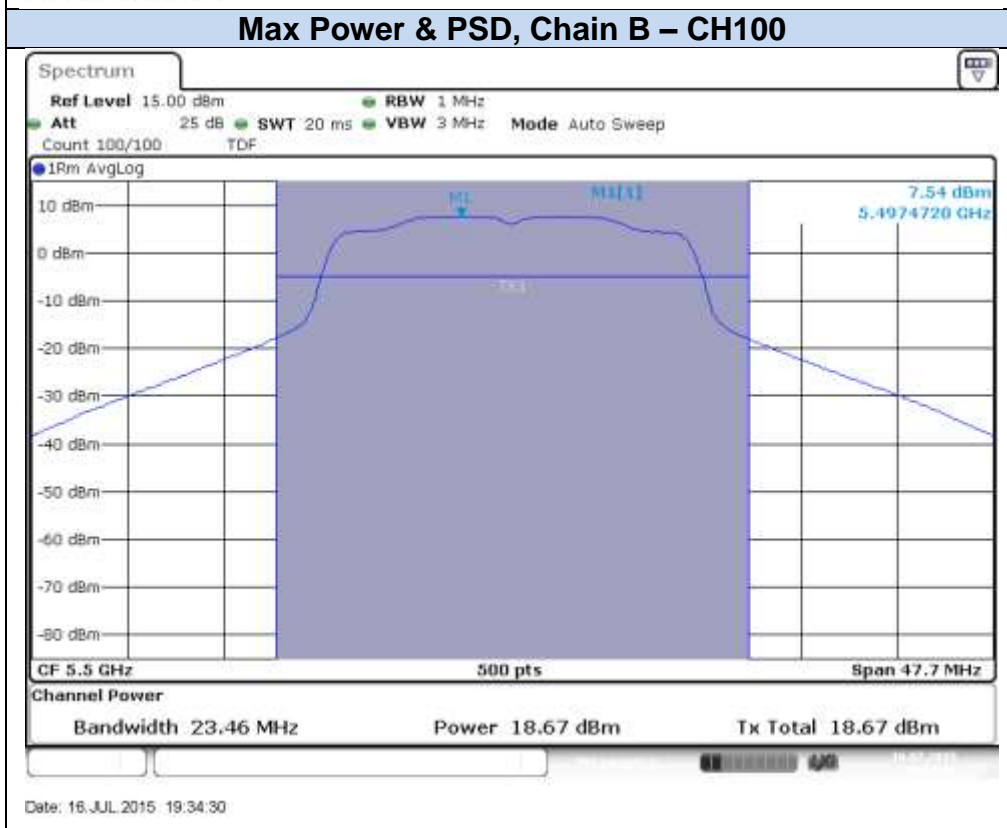 Max Power & PSD, Chain B – CH100
Spectrum
Ref Level 15.00 dBm RBW 1 MHz
Att 25 dB SWT 20 ms VBW 3 MHz Mode Auto Sweep
Count 100/100 TDF
1Rm AvgLog
M1 M1[1] 7.54 dBm
5.4974720 GHz
10 dBm
0 dBm
-10 dBm
-20 dBm
-30 dBm
-40 dBm
-50 dBm
-60 dBm
-70 dBm
-80 dBm
CF 5.5 GHz 500 pts Span 47.7 MHz
Channel Power
Bandwidth 23.46 MHz Power 18.67 dBm Tx Total 18.67 dBm
Date: 16.JUL.2015 19:34:30